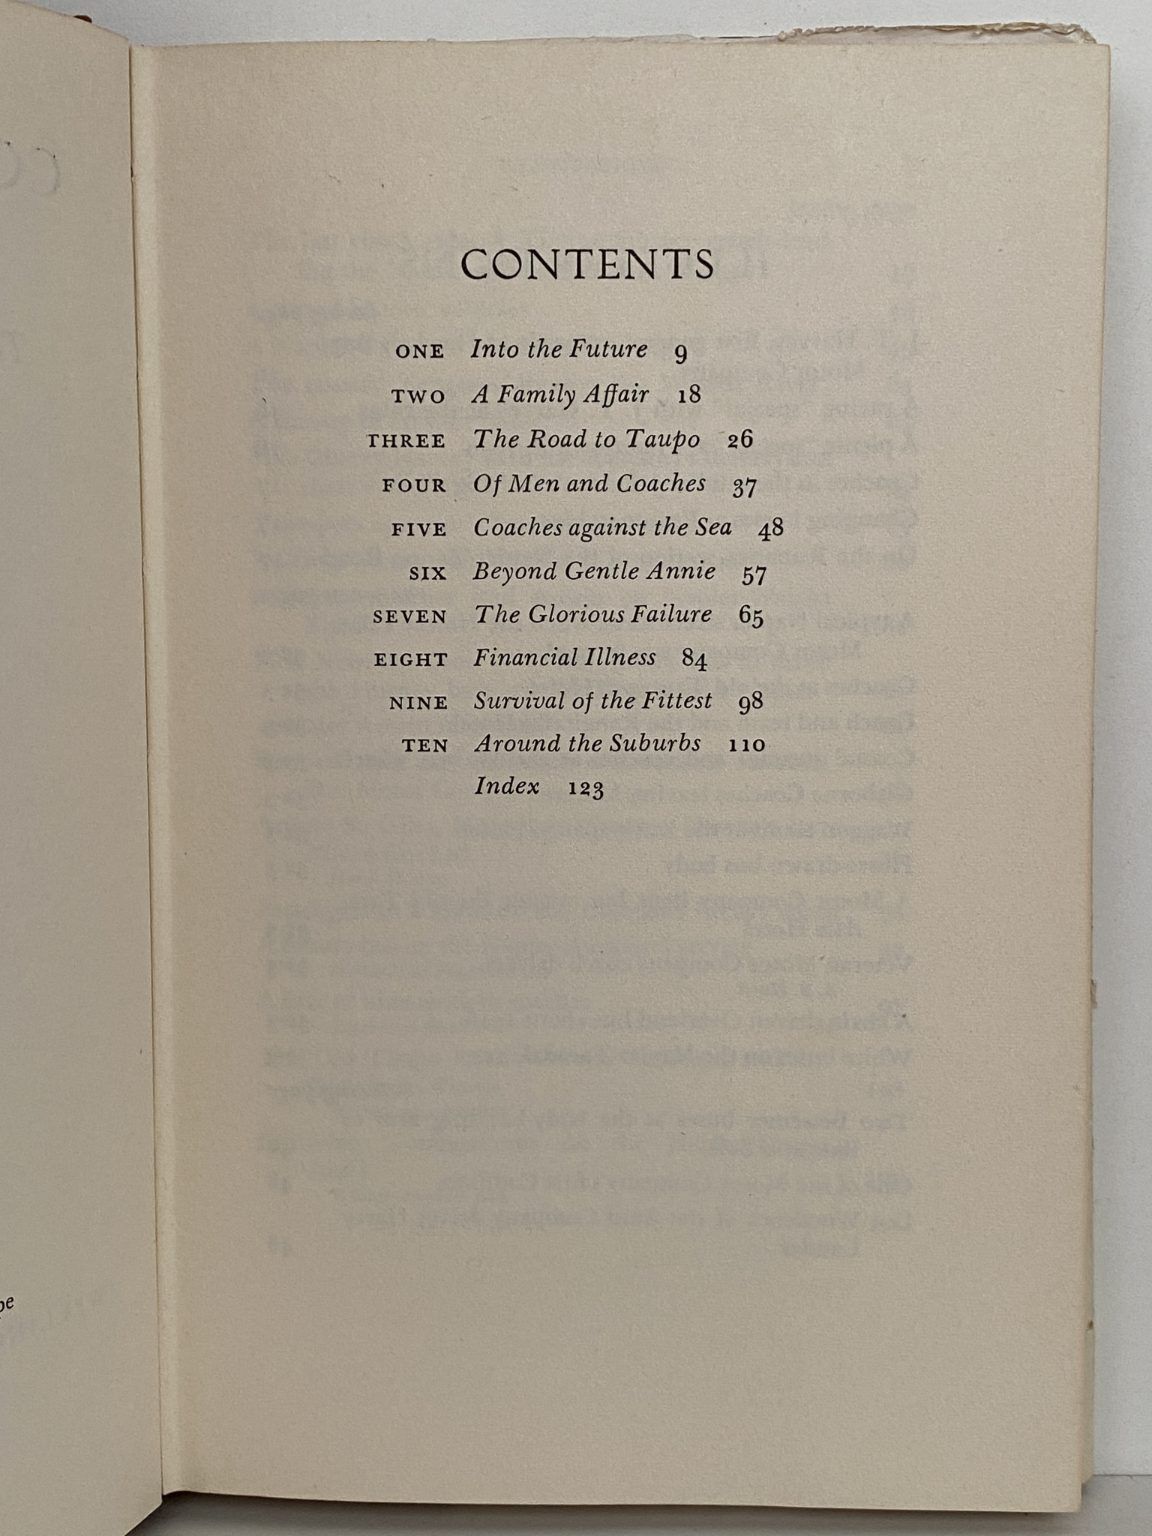 CONTENTS
ONE Into the Future 9
TWO A Family Affair 18
THREE The Road to Taupo 26
FOUR Of Men and Coaches 37
FIVE Coaches against the Sea 48
SIX Beyond Gentle Annie 57
SEVEN The Glorious Failure 65
EIGHT Financial Illness 84
NINE Survival of the Fittest 98
TEN Around the Suburbs 110
Index 123